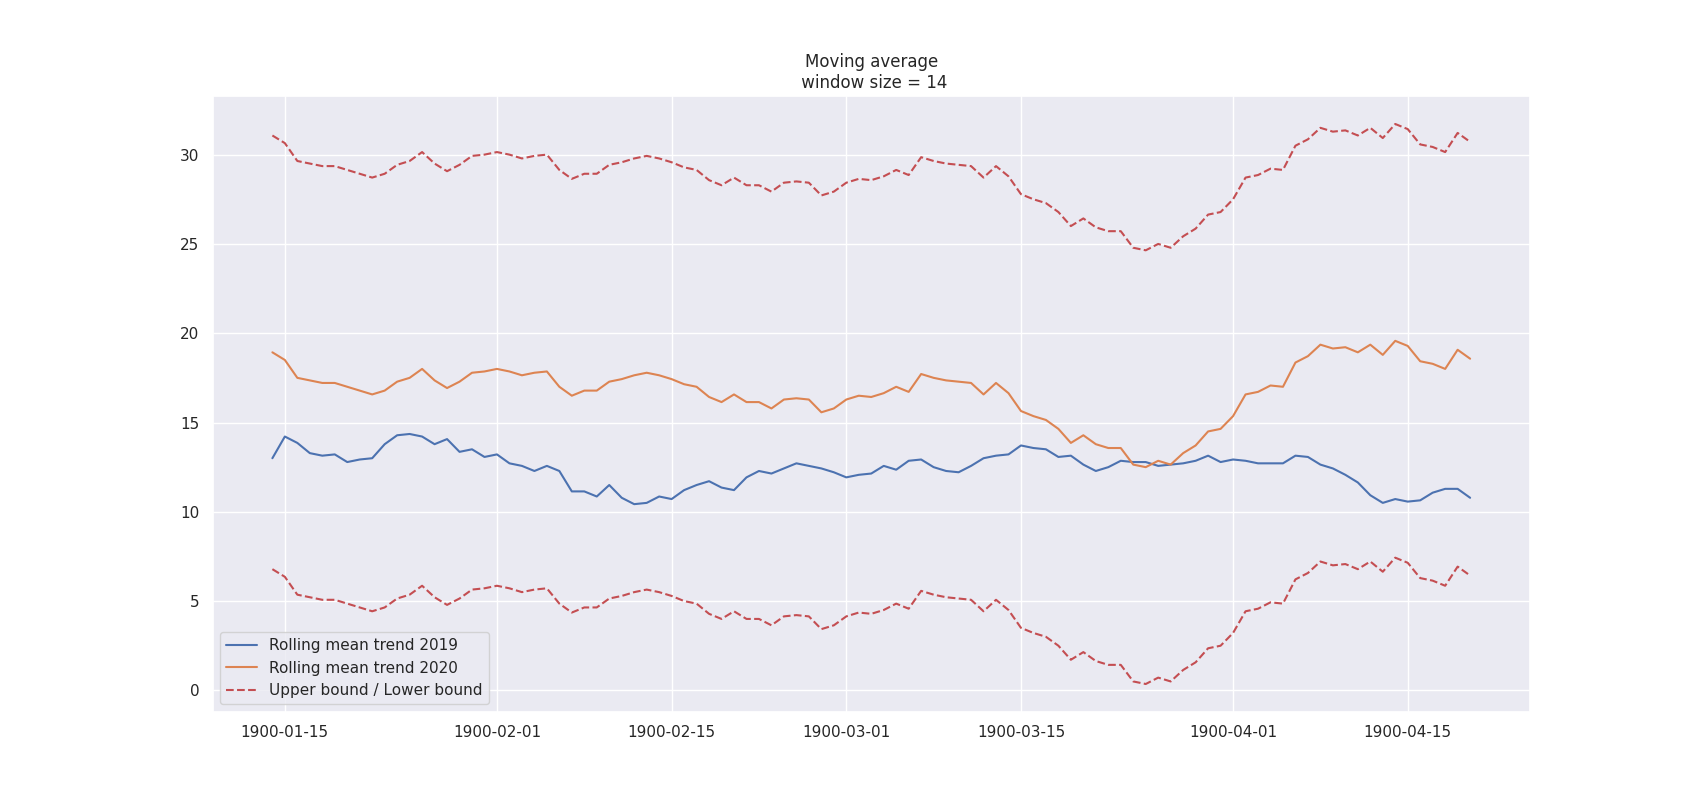 Moving average
window size = 14
30
25
20
15
10
5
0
Rolling mean trend 2019
Rolling mean trend 2020
Upper bound / Lower bound
1900-01-15 1900-02-01 1900-02-15 1900-03-01 1900-03-15 1900-04-01 1900-04-15